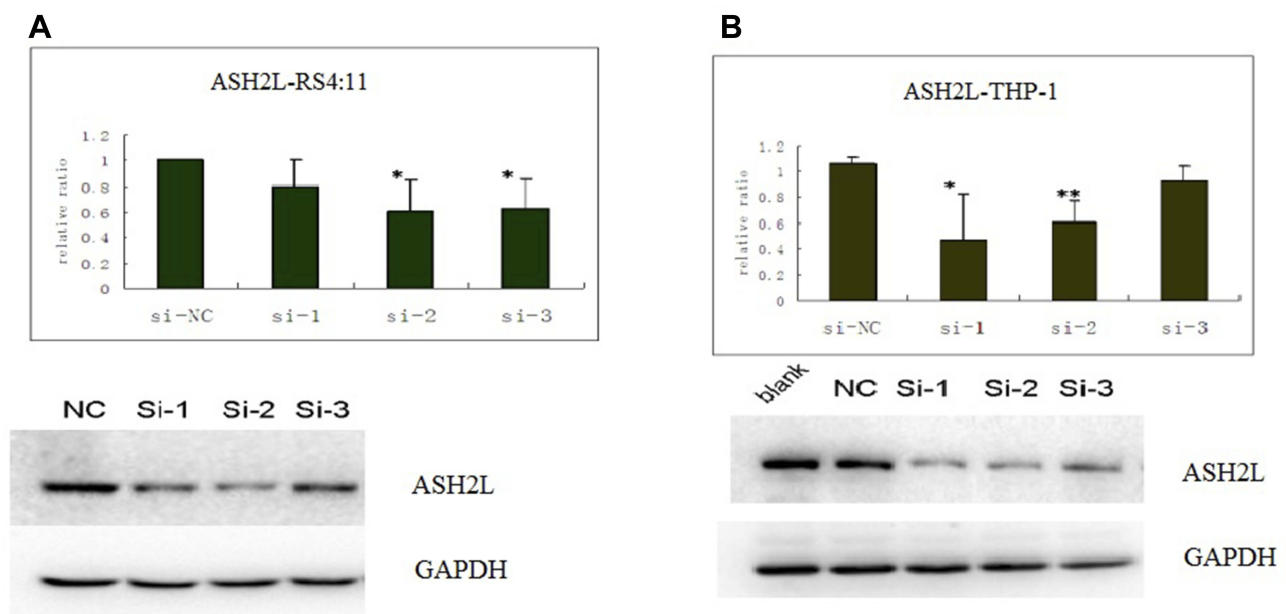 A
ASH2L-RS4:11
1.2
1
0.8
0.6
0.4
0.2
0
relative ratio
*
*
si-NC si-1 si-2 si-3
NC Si-1 Si-2 Si-3
ASH2L
GAPDH
B
ASH2L-THP-1
1.2
1
0.8
0.6
0.4
0.2
0
relative ratio
*
**
si-NC si-1 si-2 si-3
blank NC Si-1 Si-2 Si-3
ASH2L
GAPDH